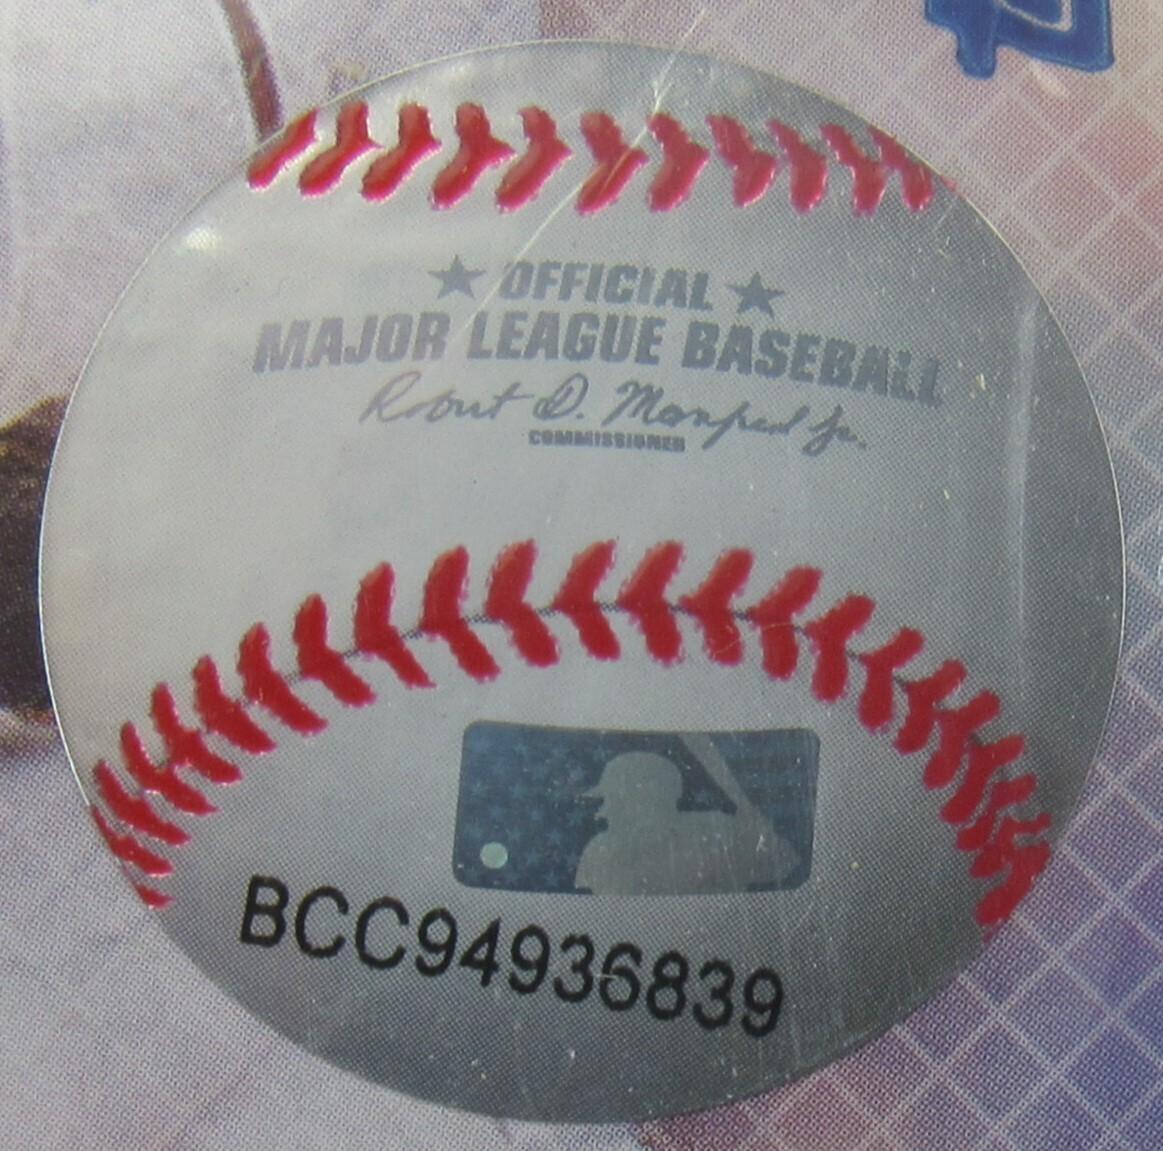 ★ OFFICIAL ★
MAJOR LEAGUE BASEBALL
Robert D. Manfred Jr.
COMMISSIONER
BCC94936839